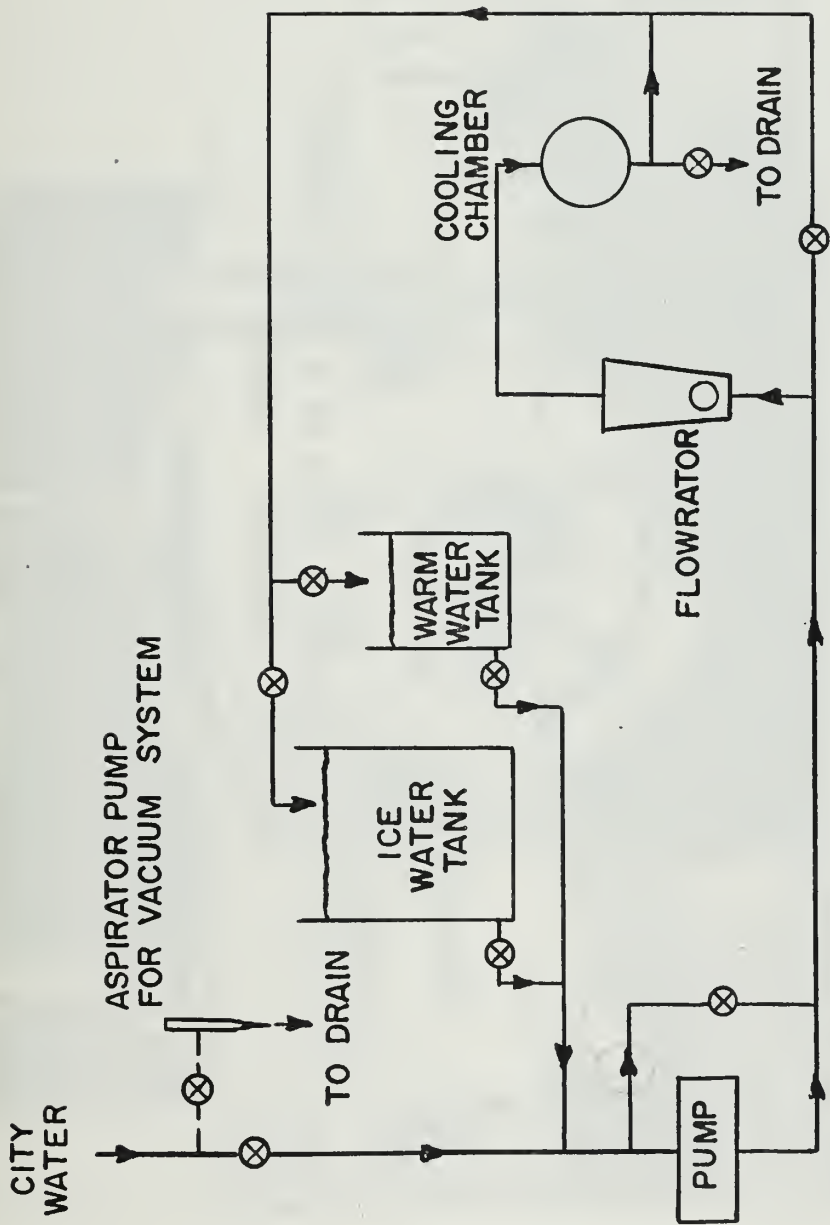 CITY
WATER
ASPIRATOR PUMP
FOR VACUUM SYSTEM
TO DRAIN
ICE
WATER
TANK
WARM
WATER
TANK
COOLING
CHAMBER
TO DRAIN
FLOWRATOR
PUMP